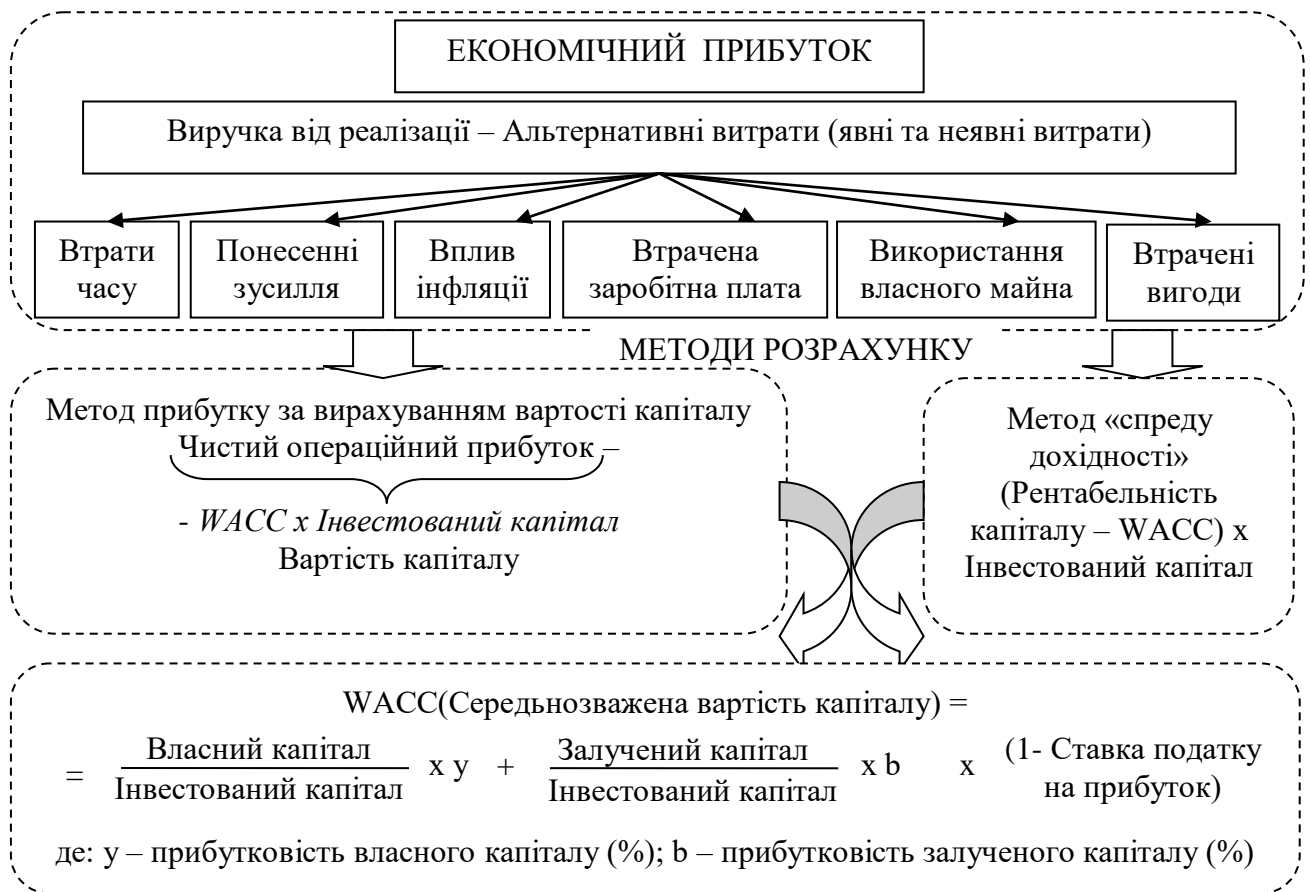 ЕКОНОМІЧНИЙ ПРИБУТОК
Виручка від реалізації – Альтернативні витрати (явні та неявні витрати)
Втрати
часу
Понесенні
зусилля
Вплив
інфляції
Втрачена
заробітна плата
Використання
власного майна
Втрачені
вигоди
МЕТОДИ РОЗРАХУНКУ
Метод прибутку за вирахуванням вартості капіталу
Чистий операційний прибуток –
- WACC х Інвестований капітал
Вартість капіталу
Метод «спреду
дохідності»
(Рентабельність
капіталу – WACC) х
Інвестований капітал
WACC(Середньозважена вартість капіталу) =
= Власний капітал х у + Залучений капітал х b х (1- Ставка податку
Інвестований капітал Інвестований капітал на прибуток)
де: у – прибутковість власного капіталу (%); b – прибутковість залученого капіталу (%)